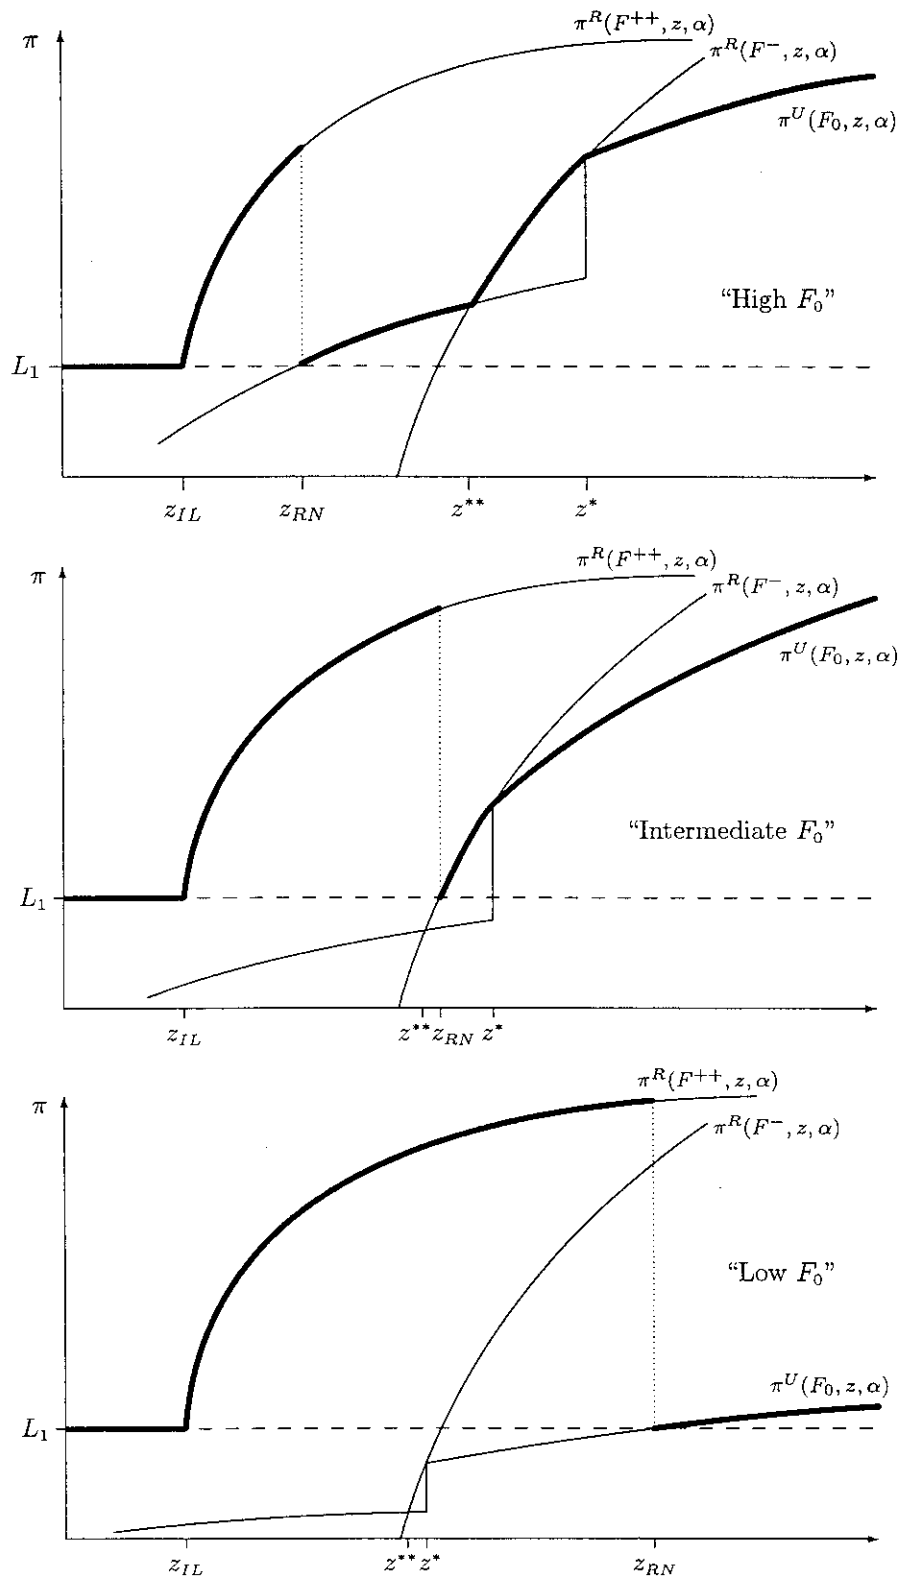 π
π^R(F^{++}, z, α)
π^R(F^-, z, α)
π^U(F_0, z, α)
“High F_0”
L_1
z_{IL} z_{RN} z^{**} z^*
π
π^R(F^{++}, z, α)
π^R(F^-, z, α)
π^U(F_0, z, α)
“Intermediate F_0”
L_1
z_{IL} z^{**} z_{RN} z^*
π
π^R(F^{++}, z, α)
π^R(F^-, z, α)
“Low F_0”
π^U(F_0, z, α)
L_1
z_{IL} z^{**} z^* z_{RN}